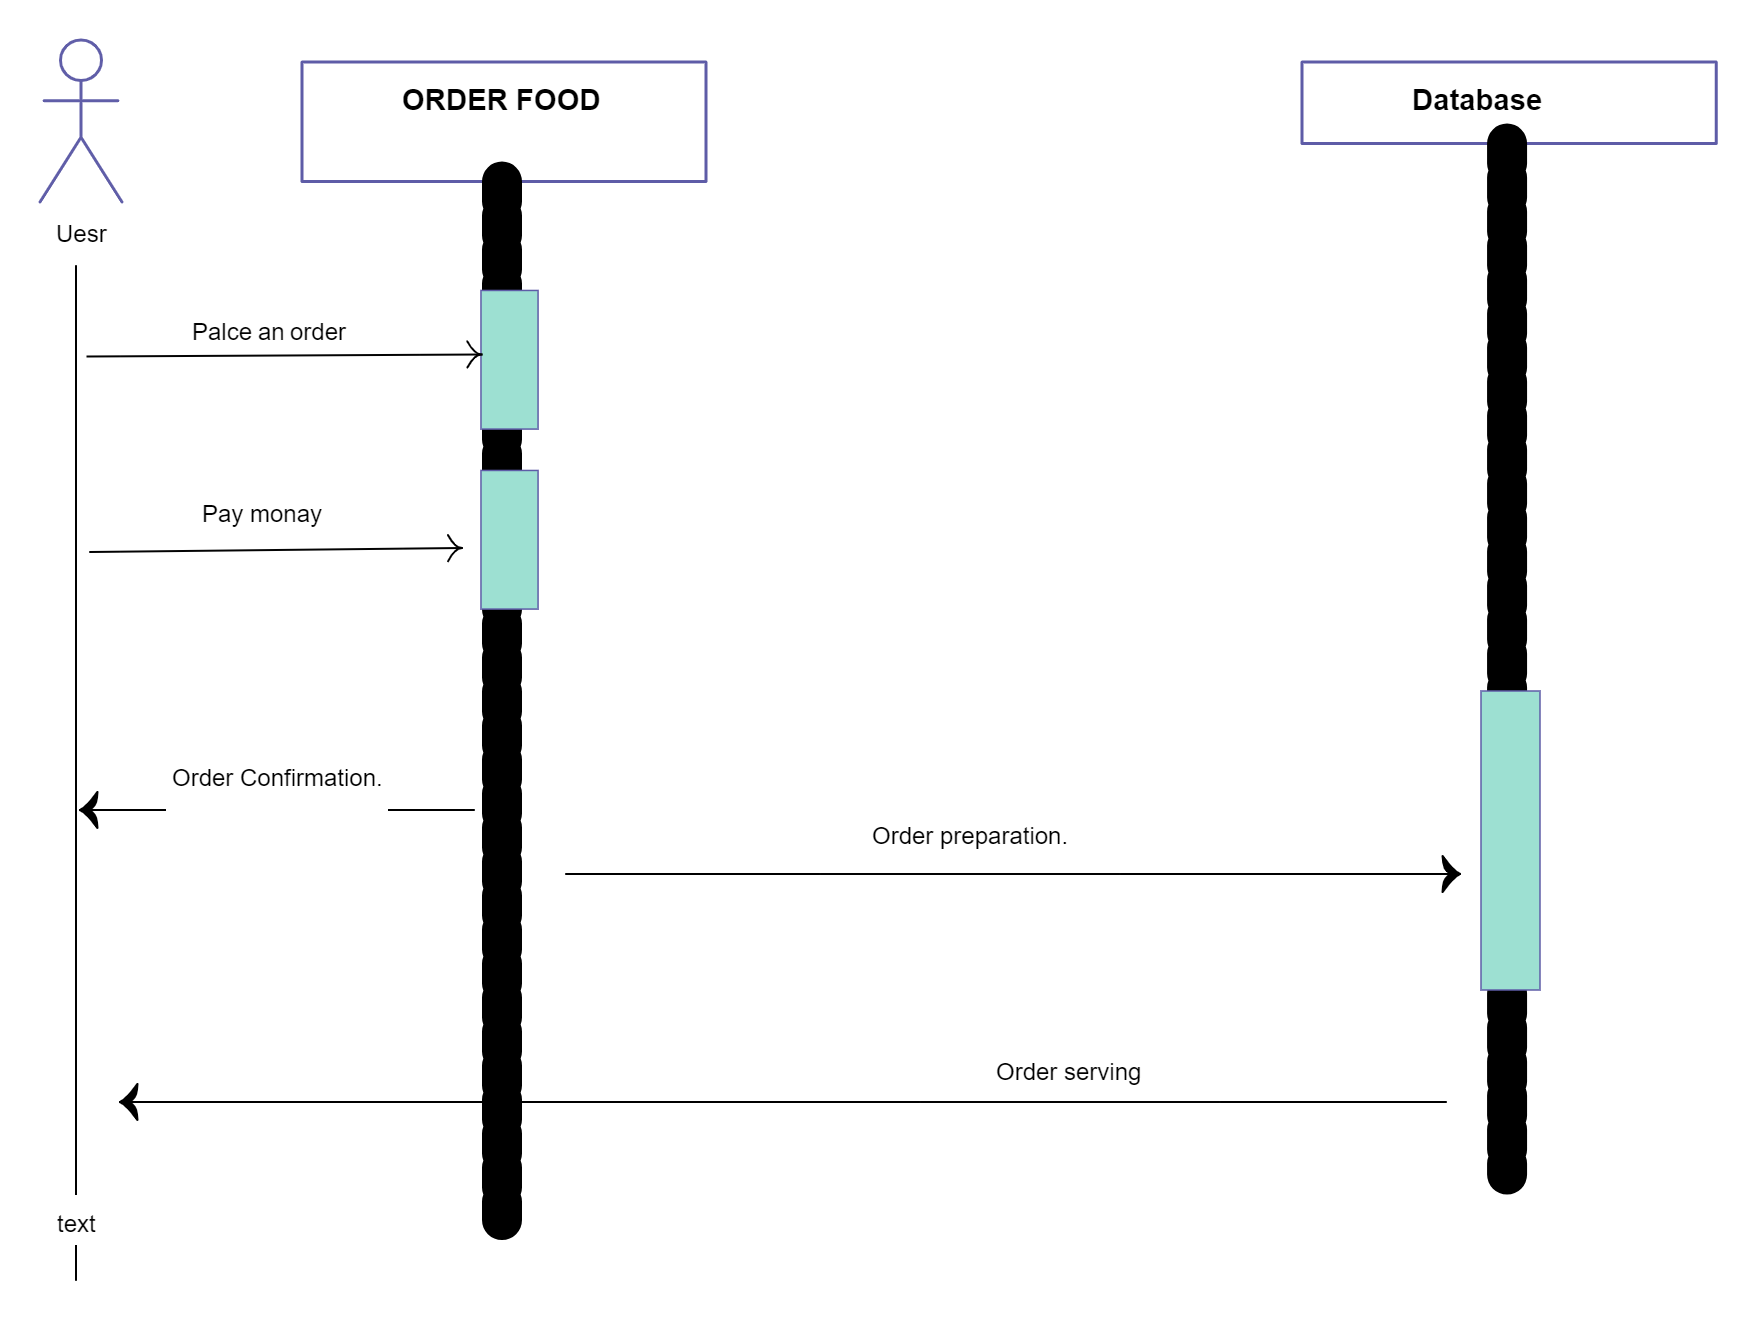 ORDER FOOD
Database
Uesr
Palce an order
Pay monay
Order Confirmation.
Order preparation.
Order serving
text